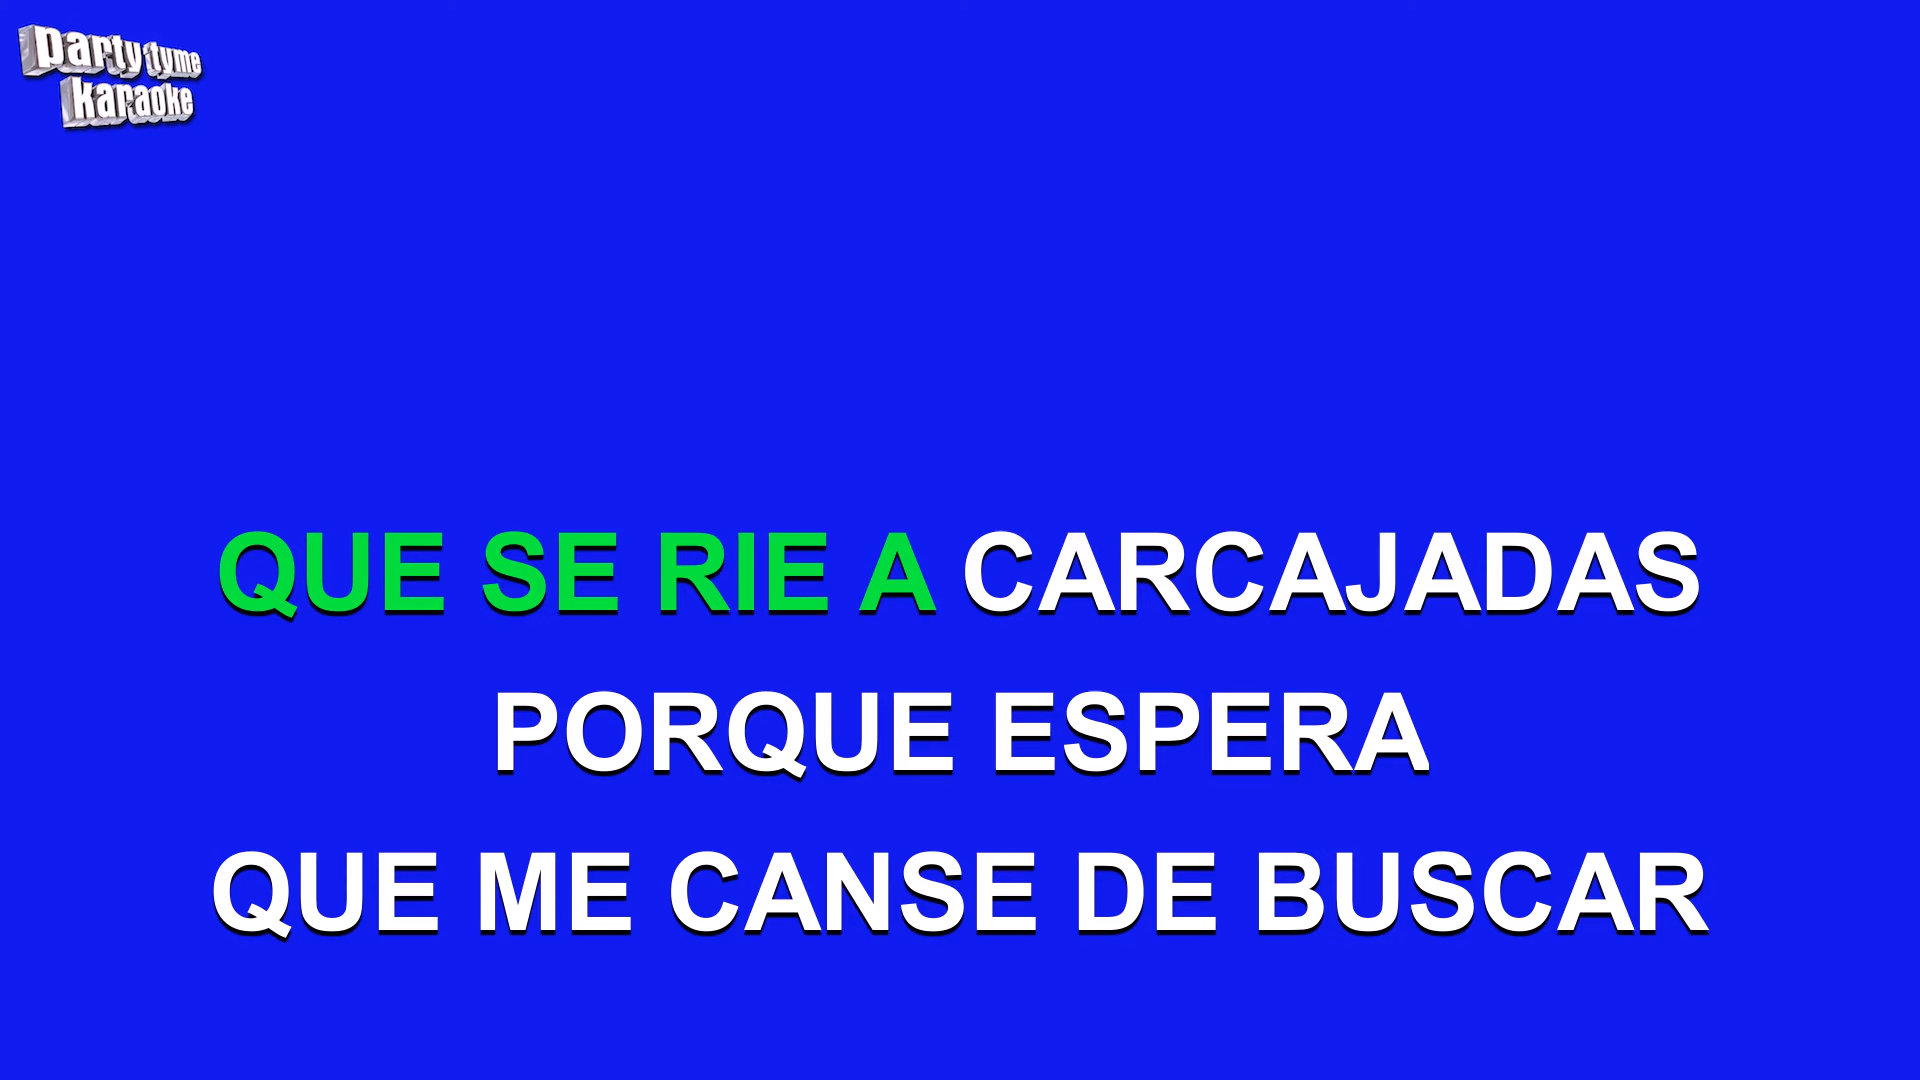 party tyme
karaoke
QUE SE RIE A CARCAJADAS
PORQUE ESPERA
QUE ME CANSE DE BUSCAR